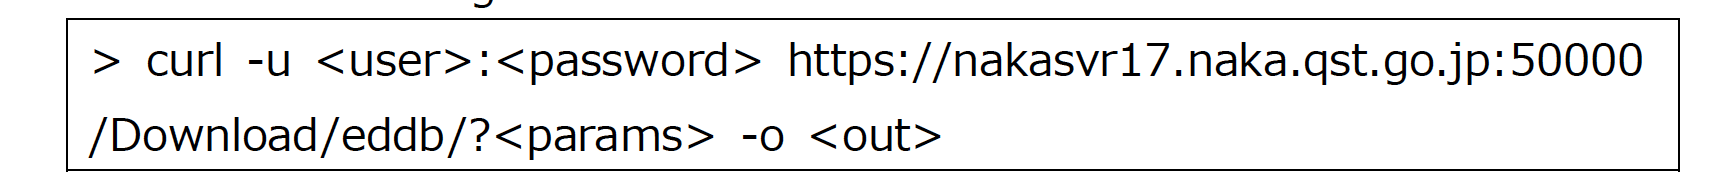 > curl -u <user>:<password> https://nakasvr17.naka.qst.go.jp:50000
/Download/eddb/?<params> -o <out>